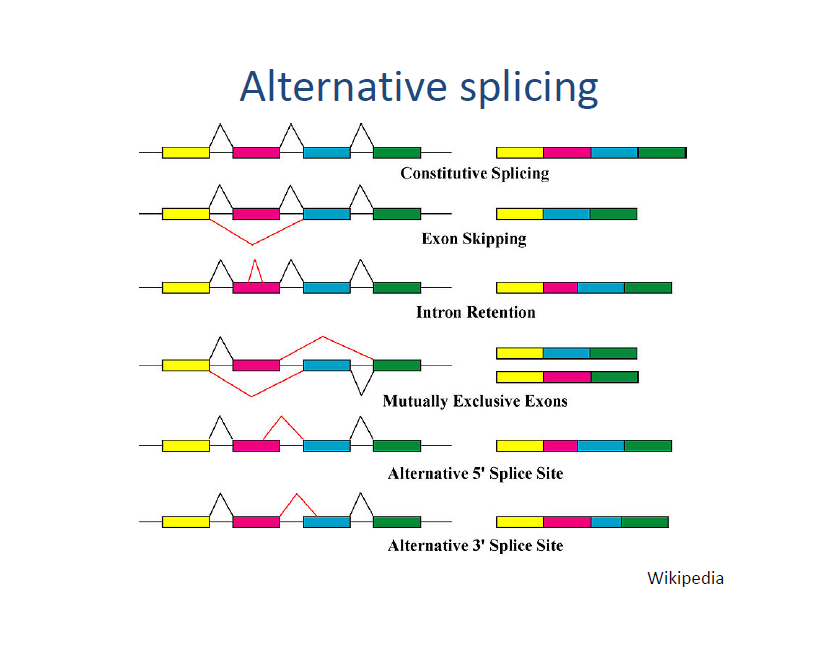 Alternative splicing
Constitutive Splicing
Exon Skipping
Intron Retention
Mutually Exclusive Exons
Alternative 5' Splice Site
Alternative 3' Splice Site
Wikipedia